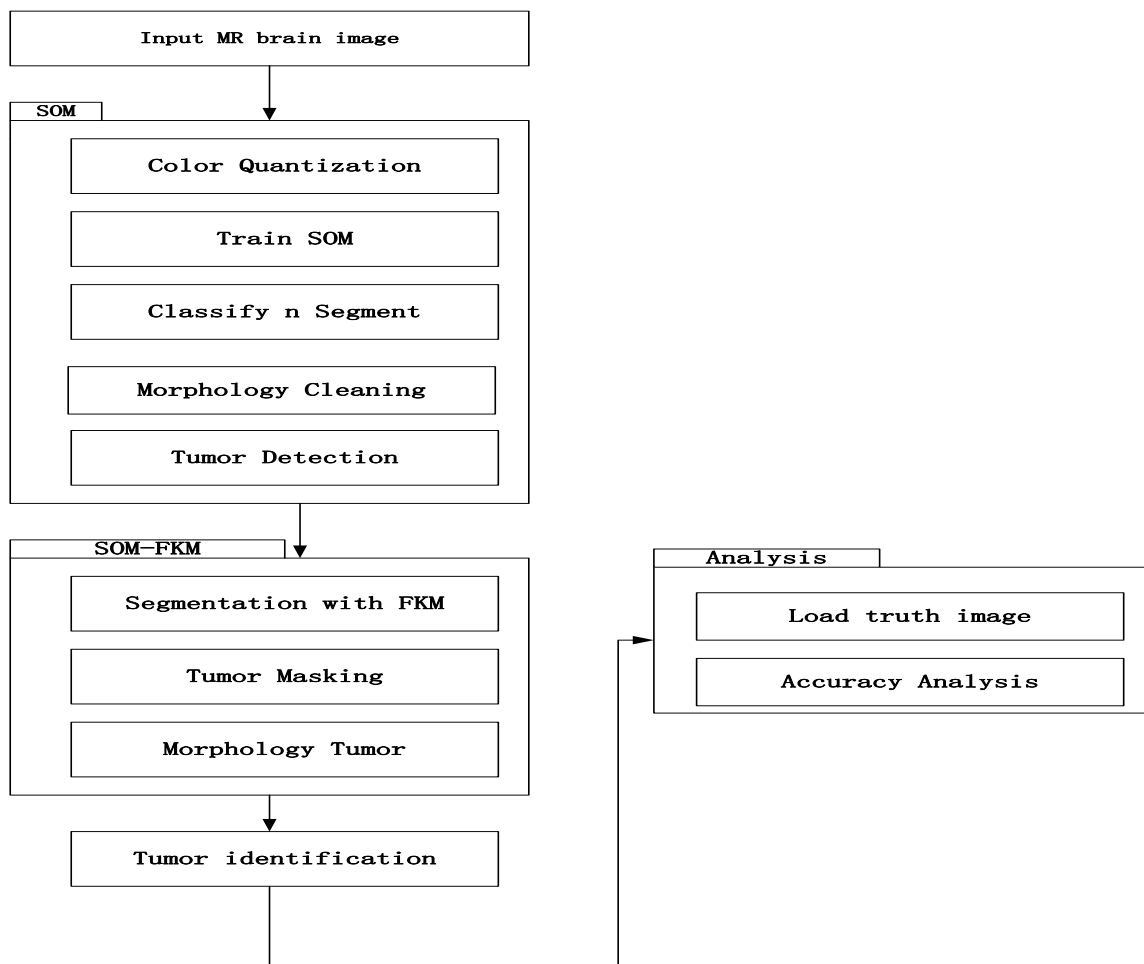 Input MR brain image
SOM
Color Quantization
Train SOM
Classify n Segment
Morphology Cleaning
Tumor Detection
SOM-FKM
Segmentation with FKM
Tumor Masking
Morphology Tumor
Tumor identification
Analysis
Load truth image
Accuracy Analysis